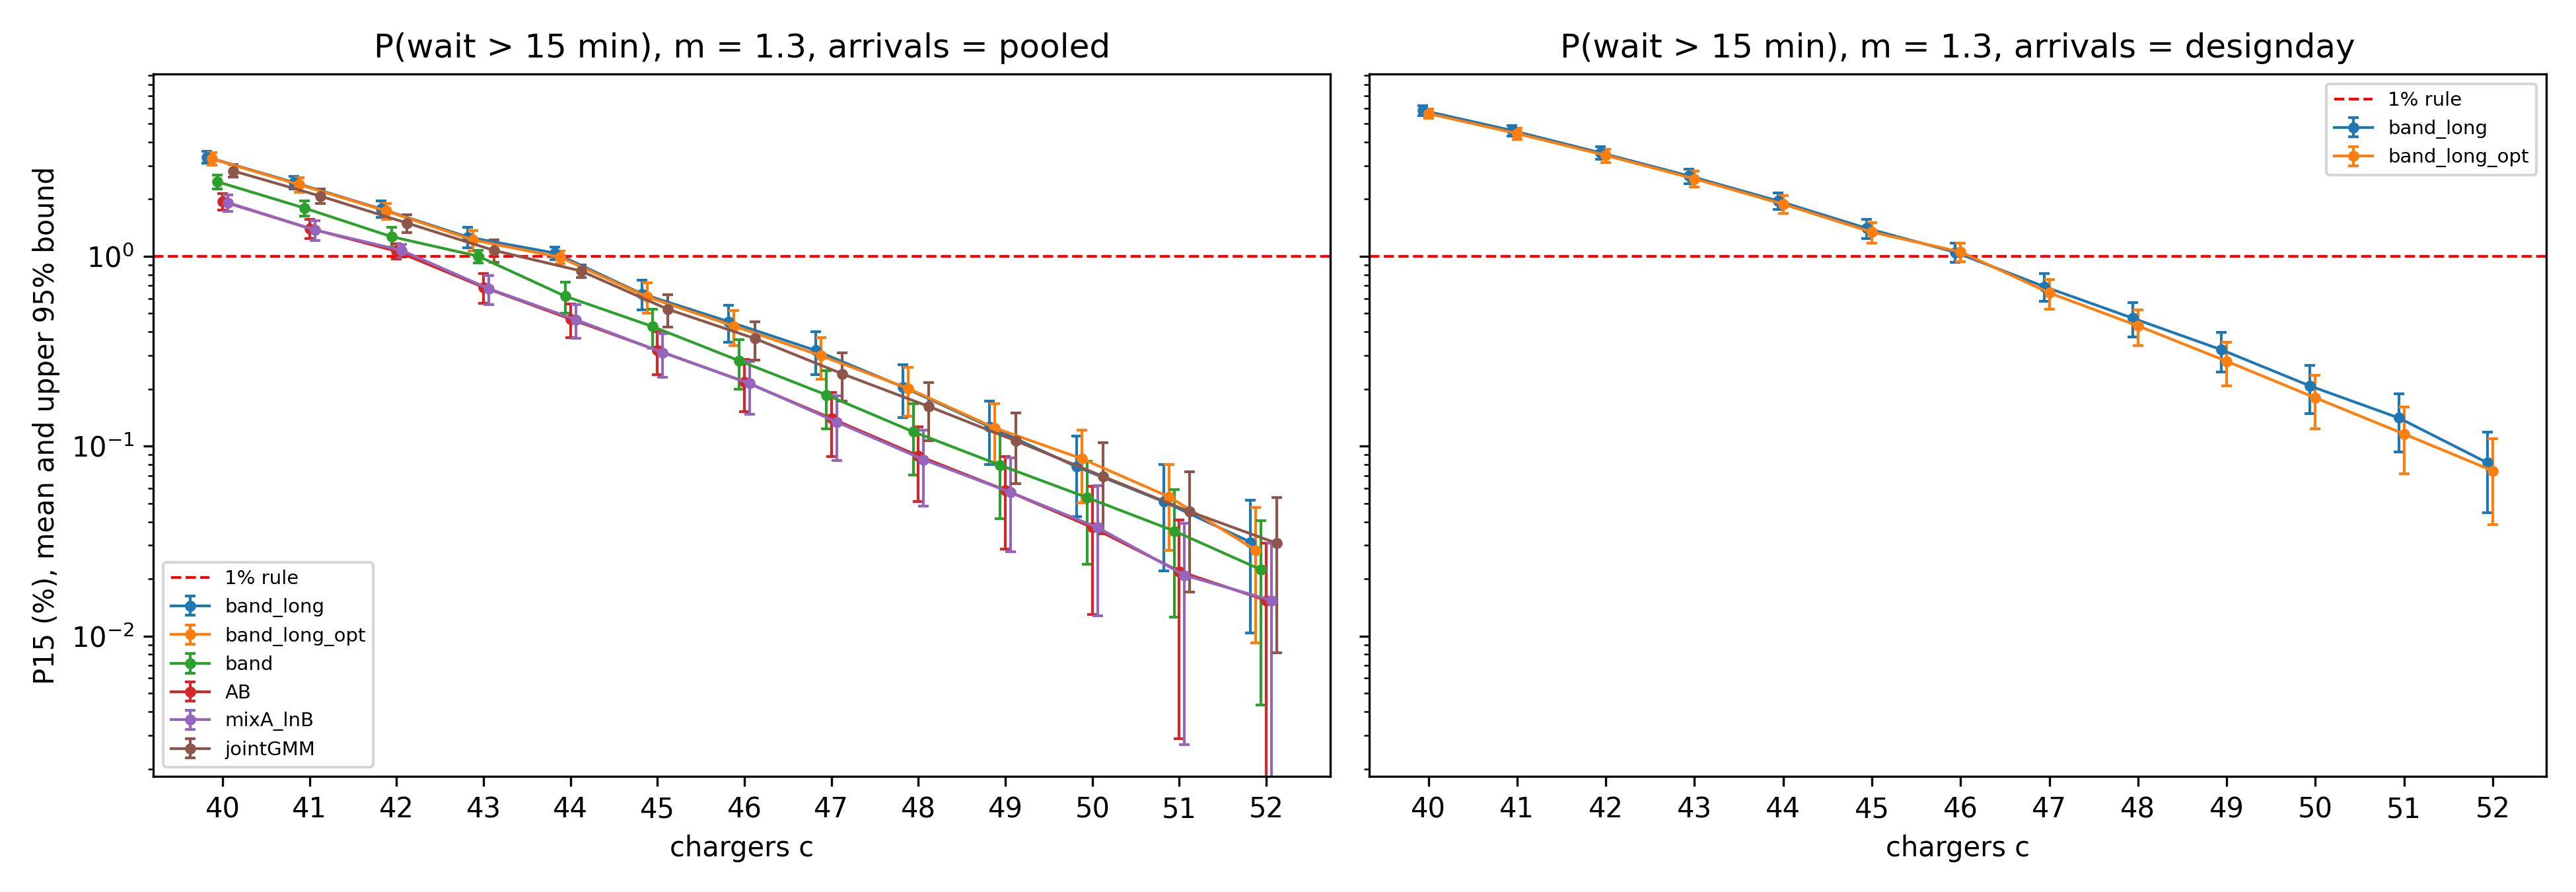 P(wait > 15 min), m = 1.3, arrivals = pooled
P15 (%), mean and upper 95% bound
10⁰
10⁻¹
10⁻²
1% rule
band_long
band_long_opt
band
AB
mixA_lnB
jointGMM
40 41 42 43 44 45 46 47 48 49 50 51 52
chargers c
P(wait > 15 min), m = 1.3, arrivals = designday
1% rule
band_long
band_long_opt
40 41 42 43 44 45 46 47 48 49 50 51 52
chargers c